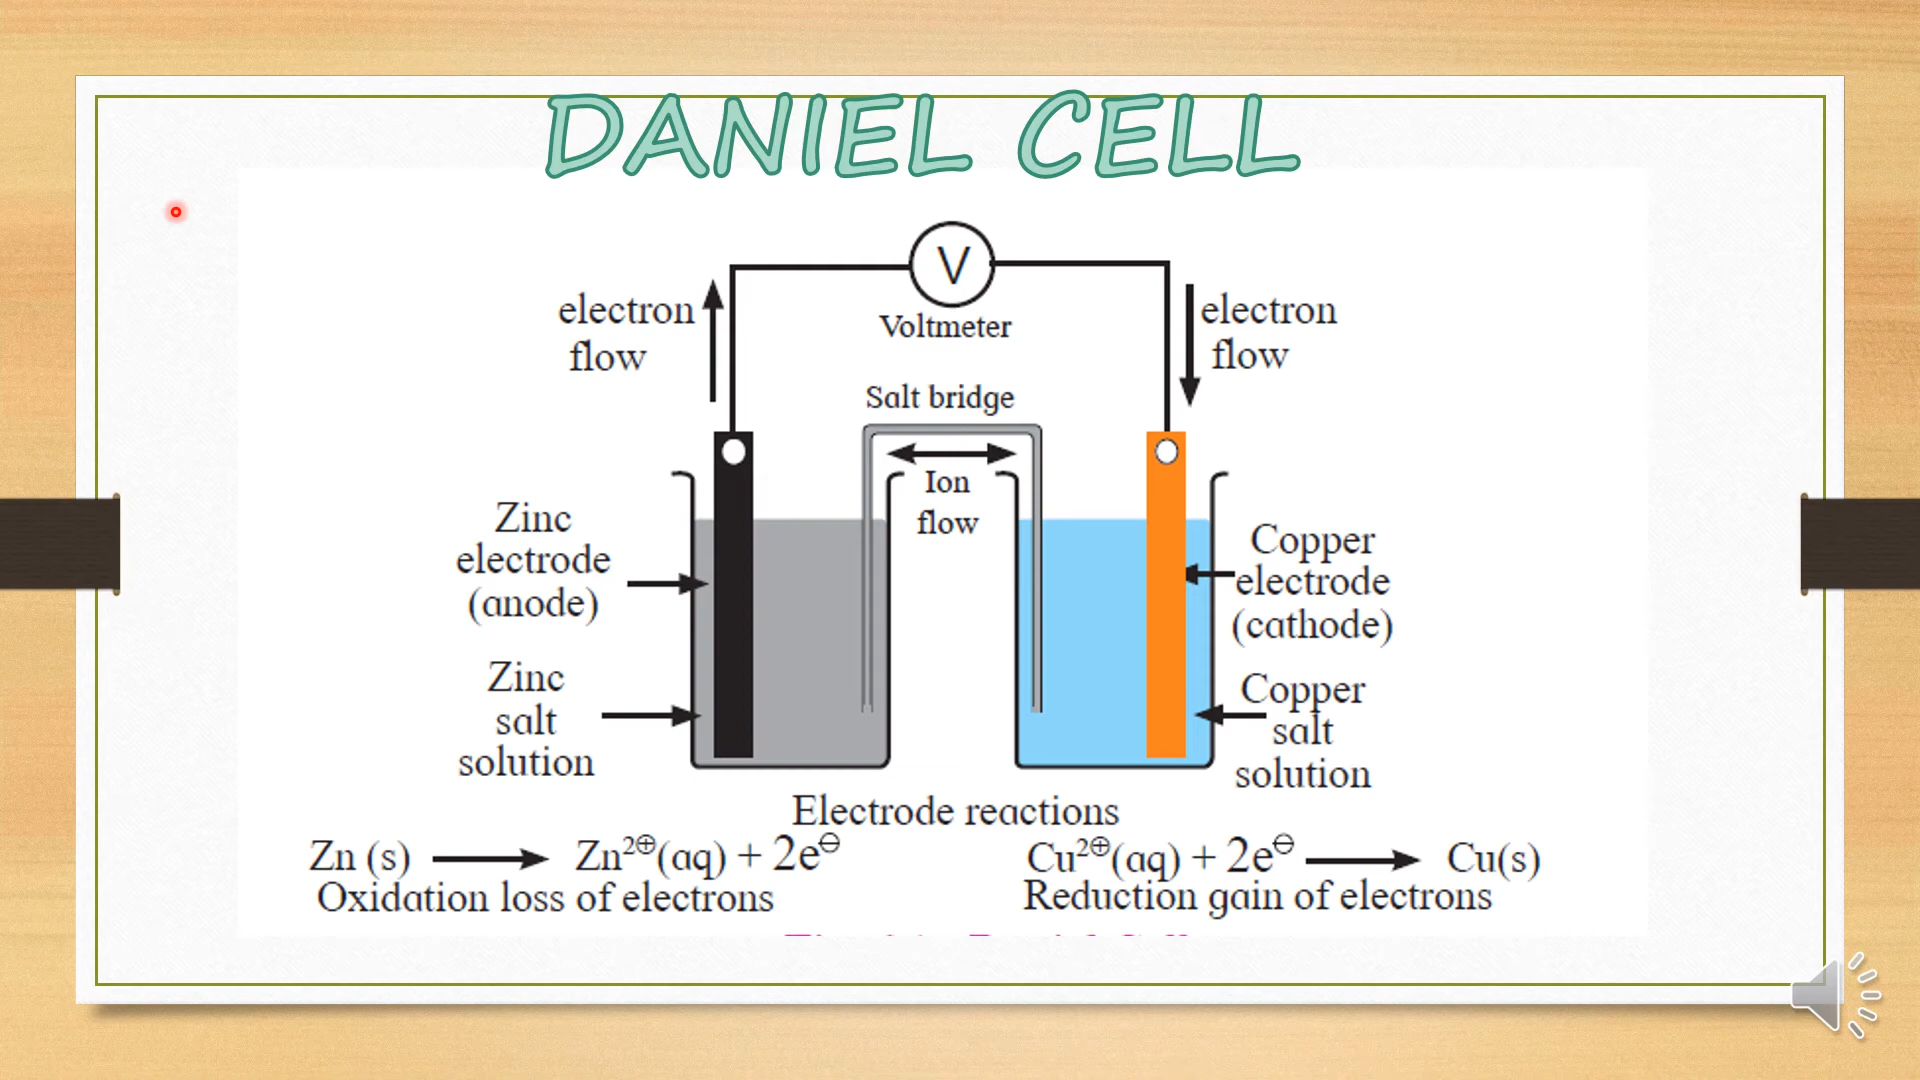 DANIEL CELL
V
Voltmeter
electron
flow
electron
flow
Salt bridge
Ion
flow
Zinc
electrode
(anode)
Copper
electrode
(cathode)
Zinc
salt
solution
Copper
salt
solution
Electrode reactions
Zn (s) ⟶ Zn²⊕(aq) + 2e⊖
Oxidation loss of electrons
Cu²⊕(aq) + 2e⊖ ⟶ Cu(s)
Reduction gain of electrons